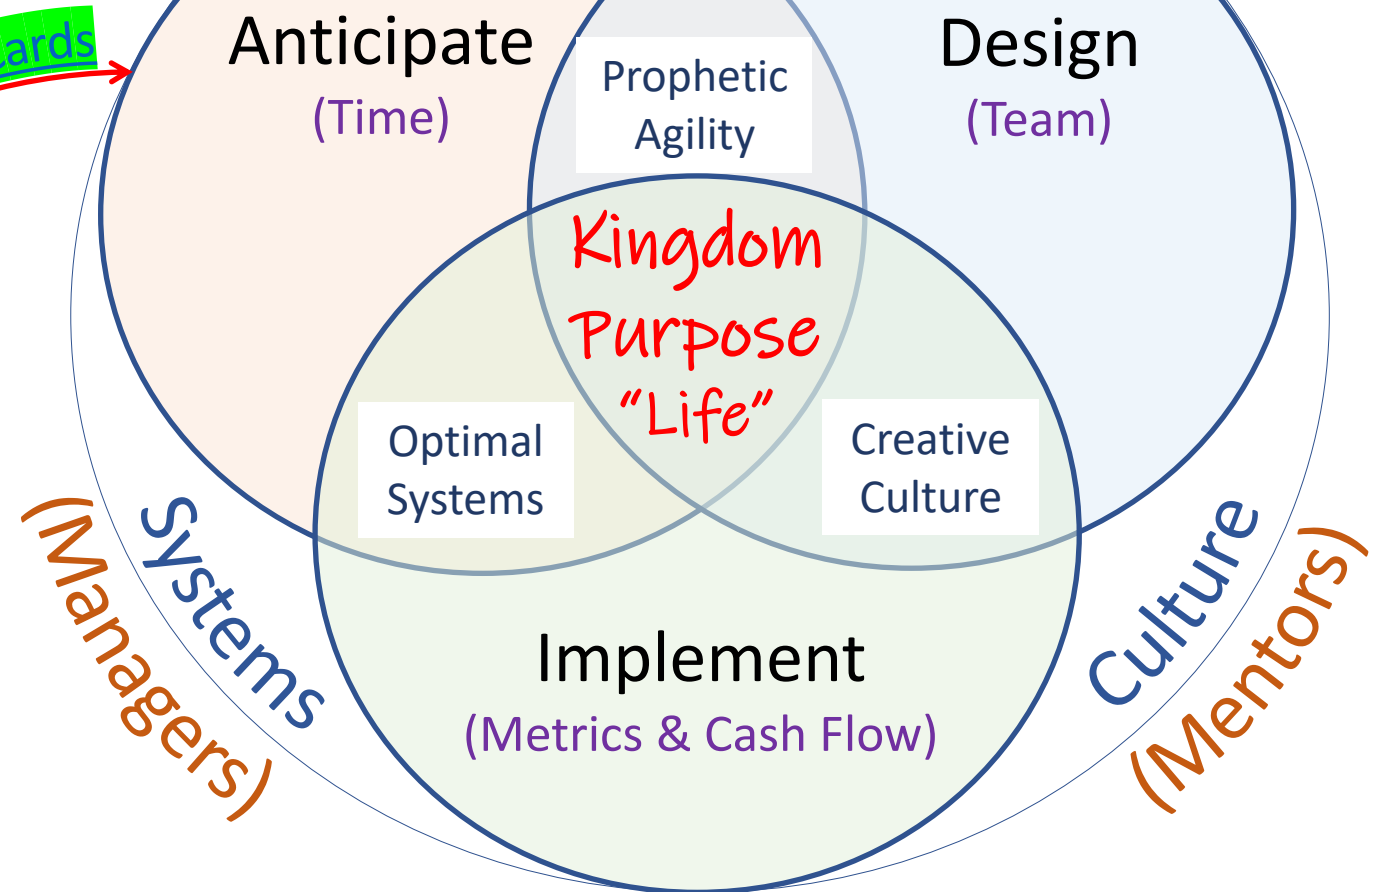 Anticipate
(Time)
Design
(Team)
Prophetic
Agility
Kingdom
Purpose
“Life”
Optimal
Systems
Creative
Culture
Implement
(Metrics & Cash Flow)
Systems
(Managers)
Culture
(Mentors)